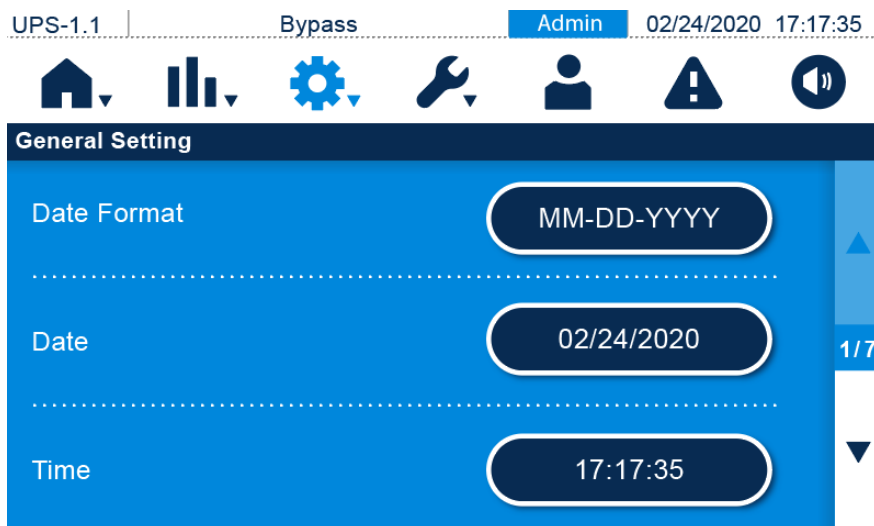 UPS-1.1 Bypass Admin 02/24/2020 17:17:35
General Setting
Date Format MM-DD-YYYY
Date 02/24/2020
1/7
Time 17:17:35